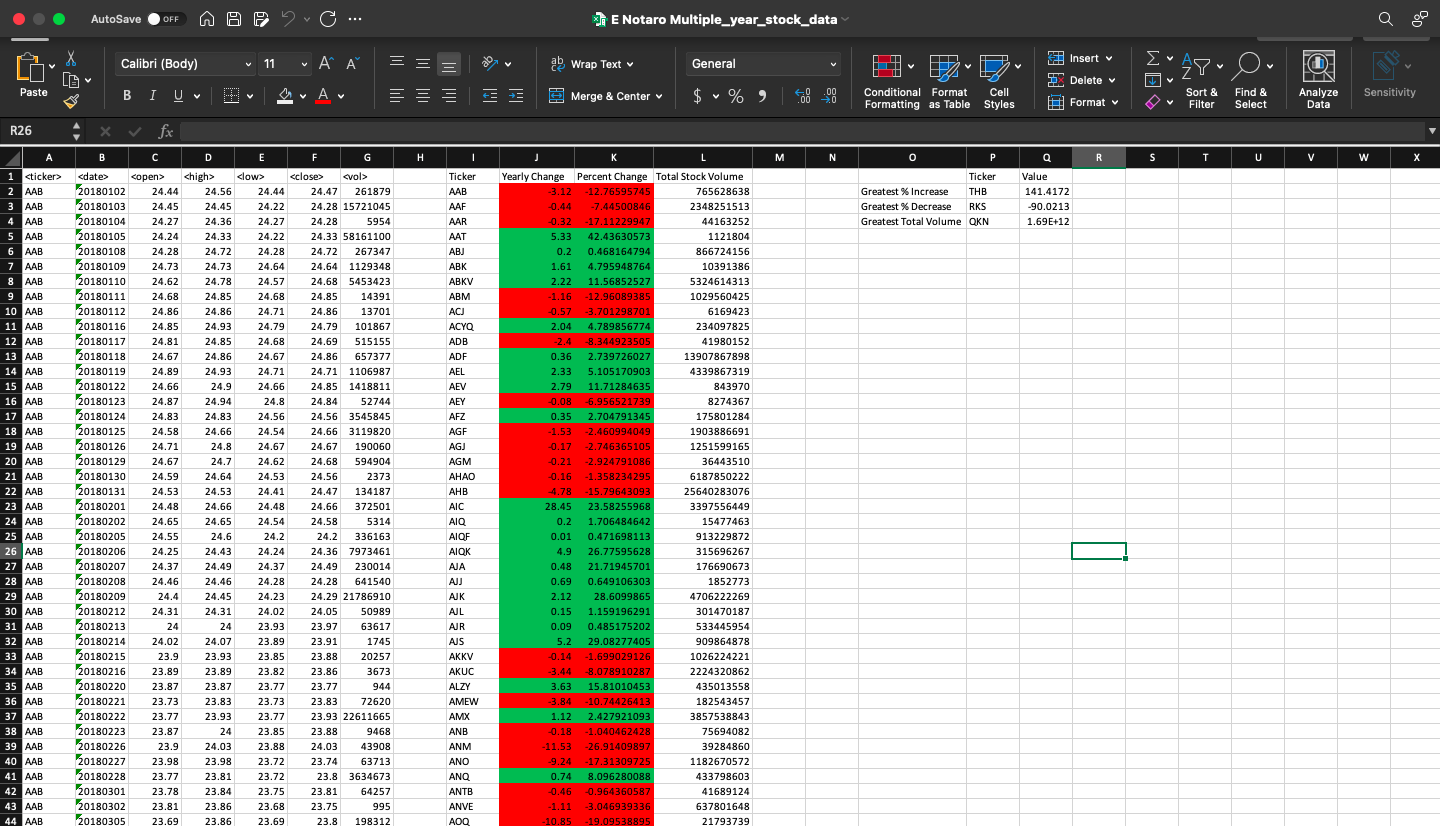 AutoSave OFF E Notaro Multiple_year_stock_data
Paste Calibri (Body) 11 A A ab Wrap Text General Insert Σ
B I U A Merge & Center $ % Delete
Conditional Formatting Format as Table Cell Styles Format Sort & Filter Find & Select Analyze Data Sensitivity
R26 fx
A B C D E F G H I J K L M N O P Q R S T U V W X
1 <ticker> <date> <open> <high> <low> <close> <vol> Ticker Yearly Change Percent Change Total Stock Volume Ticker Value
2 AAB 20180102 24.44 24.56 24.44 24.47 261879 AAB -3.12 -12.76595745 765628638 Greatest % Increase THB 141.4172
3 AAB 20180103 24.45 24.45 24.22 24.28 15721045 AAF -0.44 -7.44500846 2348251513 Greatest % Decrease RKS -90.0213
4 AAB 20180104 24.27 24.36 24.27 24.28 5954 AAR -0.32 -17.11229947 44163252 Greatest Total Volume QKN 1.69E+12
5 AAB 20180105 24.24 24.33 24.22 24.33 58161100 AAT 5.33 42.43630573 1121804
6 AAB 20180108 24.28 24.72 24.28 24.72 267347 ABJ 0.2 0.468164794 866724156
7 AAB 20180109 24.73 24.73 24.64 24.64 1129348 ABK 1.61 4.795948764 10391386
8 AAB 20180110 24.62 24.78 24.57 24.68 5453423 ABKV 2.22 11.56852527 5324614313
9 AAB 20180111 24.68 24.85 24.68 24.85 14391 ABM -1.16 -12.96089385 1029560425
10 AAB 20180112 24.86 24.86 24.71 24.86 13701 ACJ -0.57 -3.701298701 6169423
11 AAB 20180116 24.85 24.93 24.79 24.79 101867 ACYQ 2.04 4.789856774 234097825
12 AAB 20180117 24.81 24.85 24.68 24.69 515155 ADB -2.4 -8.344923505 41980152
13 AAB 20180118 24.67 24.86 24.67 24.86 657377 ADF 0.36 2.739726027 13907867898
14 AAB 20180119 24.89 24.93 24.71 24.71 1106987 AEL 2.33 5.105170903 4339867319
15 AAB 20180122 24.66 24.9 24.66 24.85 1418811 AEV 2.79 11.71284635 843970
16 AAB 20180123 24.87 24.94 24.8 24.84 52744 AEY -0.08 -6.956521739 8274367
17 AAB 20180124 24.83 24.83 24.56 24.56 3545845 AFZ 0.35 2.704791345 175801284
18 AAB 20180125 24.58 24.66 24.54 24.66 3119820 AGF -1.53 -2.460994049 1903886691
19 AAB 20180126 24.71 24.8 24.67 24.67 190060 AGJ -0.17 -2.746365105 1251599165
20 AAB 20180129 24.67 24.7 24.62 24.68 594904 AGM -0.21 -2.924791086 36443510
21 AAB 20180130 24.59 24.64 24.53 24.56 2373 AHAO -0.16 -1.358234295 6187850222
22 AAB 20180131 24.53 24.53 24.41 24.47 134187 AHB -4.78 -15.79643093 25640283076
23 AAB 20180201 24.48 24.66 24.48 24.66 372501 AIC 28.45 23.58255968 3397556449
24 AAB 20180202 24.65 24.65 24.54 24.58 5314 AIQ 0.2 1.706484642 15477463
25 AAB 20180205 24.55 24.6 24.2 24.2 336163 AIQF 0.01 0.471698113 913229872
26 AAB 20180206 24.25 24.43 24.24 24.36 7973461 AIQK 4.9 26.77595628 315696267
27 AAB 20180207 24.37 24.49 24.37 24.49 230014 AJA 0.48 21.71945701 176690673
28 AAB 20180208 24.46 24.46 24.28 24.28 641540 AJJ 0.69 0.649106303 1852773
29 AAB 20180209 24.4 24.45 24.23 24.29 21786910 AJK 2.12 28.6099865 4706222269
30 AAB 20180212 24.31 24.31 24.02 24.05 50989 AJL 0.15 1.159196291 301470187
31 AAB 20180213 24 24 23.93 23.97 63617 AJR 0.09 0.485175202 533445954
32 AAB 20180214 24.02 24.07 23.89 23.91 1745 AJS 5.2 29.08277405 909864878
33 AAB 20180215 23.9 23.93 23.85 23.88 20257 AKKV -0.14 -1.699029126 1026224221
34 AAB 20180216 23.89 23.89 23.82 23.86 3673 AKUC -3.44 -8.078910287 2224320862
35 AAB 20180220 23.87 23.87 23.77 23.77 944 ALZY 3.63 15.81010453 435013558
36 AAB 20180221 23.73 23.83 23.73 23.83 72620 AMEW -3.84 -10.74426413 182543457
37 AAB 20180222 23.77 23.93 23.77 23.93 22611665 AMX 1.12 2.427921093 3857538843
38 AAB 20180223 23.87 24 23.85 23.88 9468 ANB -0.18 -1.040462428 75694082
39 AAB 20180226 23.9 24.03 23.88 24.03 43908 ANM -11.53 -26.91409897 39284860
40 AAB 20180227 23.98 23.98 23.72 23.74 63713 ANO -9.24 -17.31309725 1182670572
41 AAB 20180228 23.77 23.81 23.72 23.8 3634673 ANQ 0.74 8.096280088 433798603
42 AAB 20180301 23.78 23.84 23.75 23.81 64257 ANTB -0.46 -0.964360587 41689124
43 AAB 20180302 23.81 23.86 23.68 23.75 995 ANVE -1.11 -3.046939336 637801648
44 AAB 20180305 23.69 23.86 23.69 23.8 198312 AOQ -10.85 -19.09538895 21793739